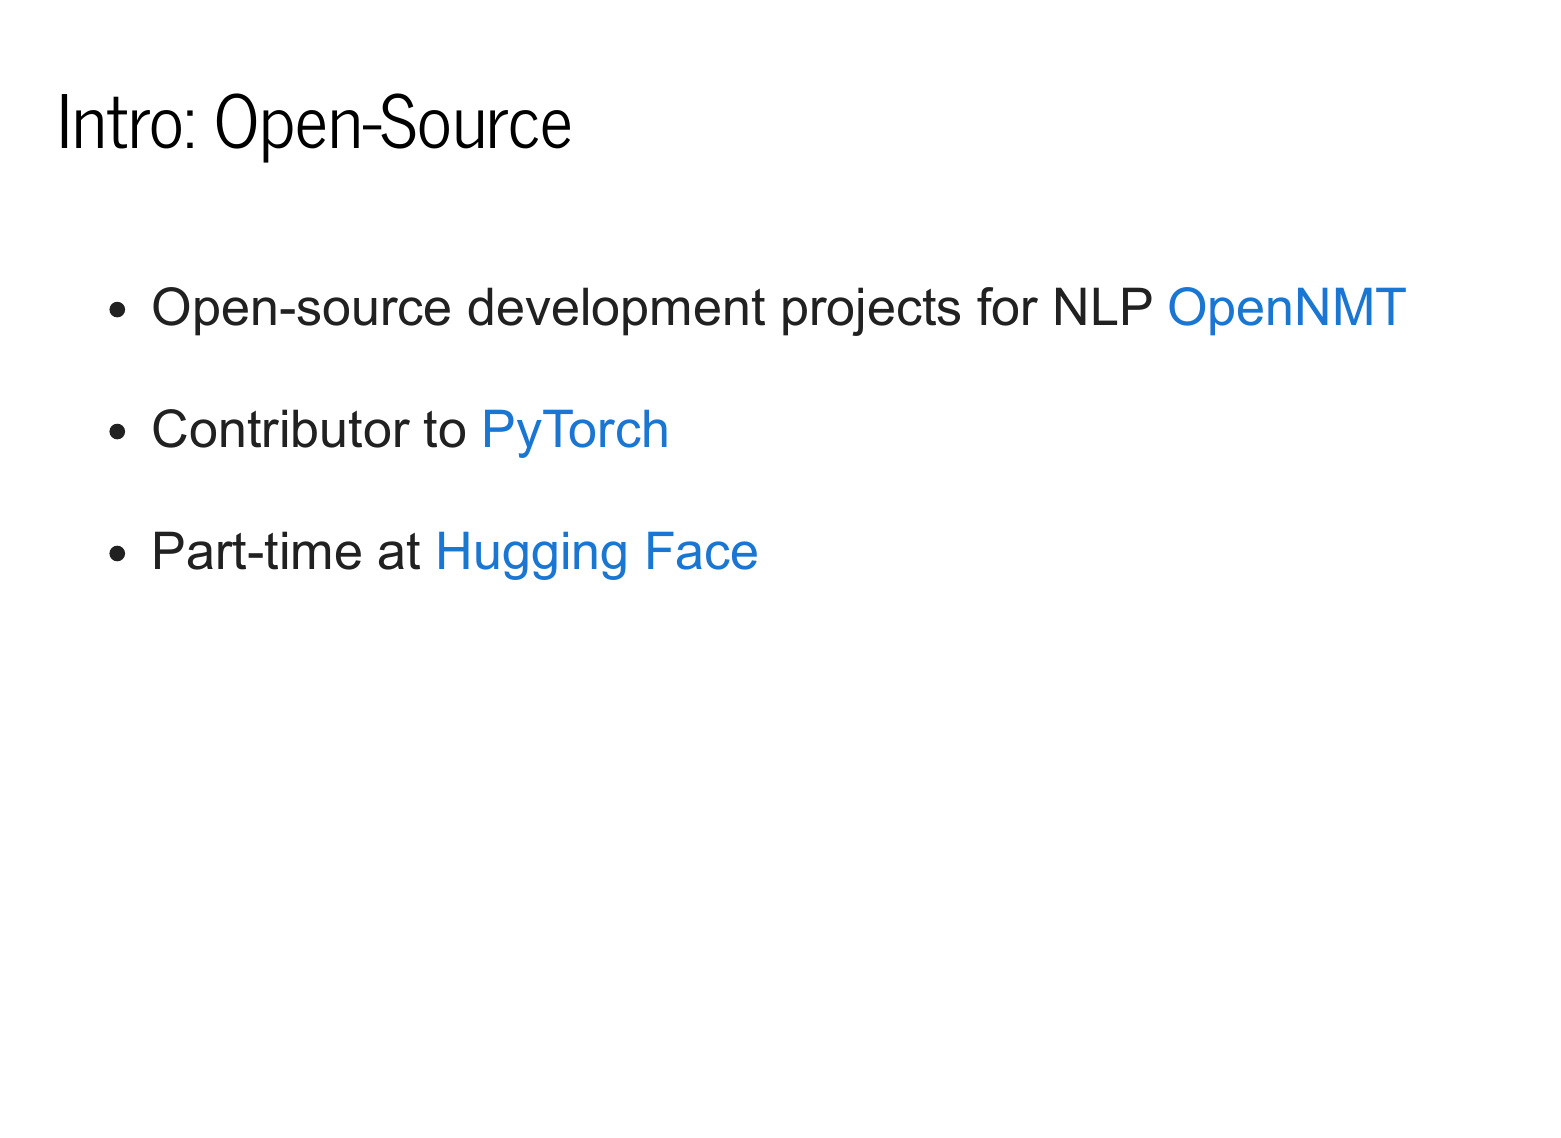 Intro: Open-Source
• Open-source development projects for NLP OpenNMT
• Contributor to PyTorch
• Part-time at Hugging Face